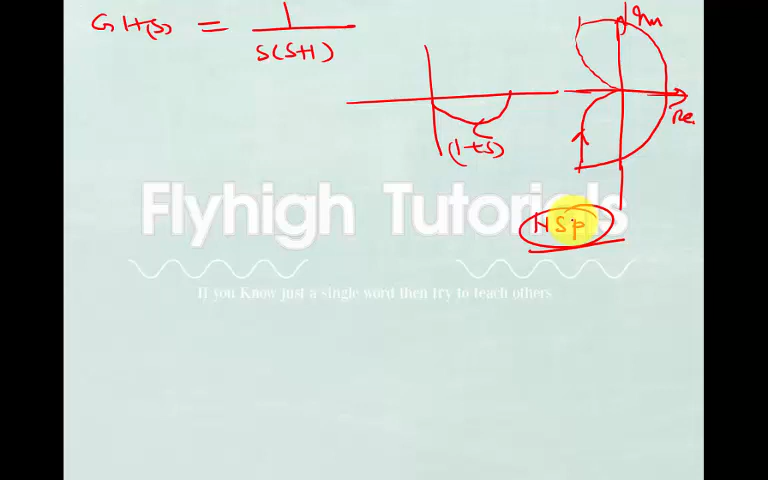 GH(s) = 1
S(S+1)
Im
Re
(1+s)
Flyhigh Tutorials
HSP
If you Know just a single word then try to teach others